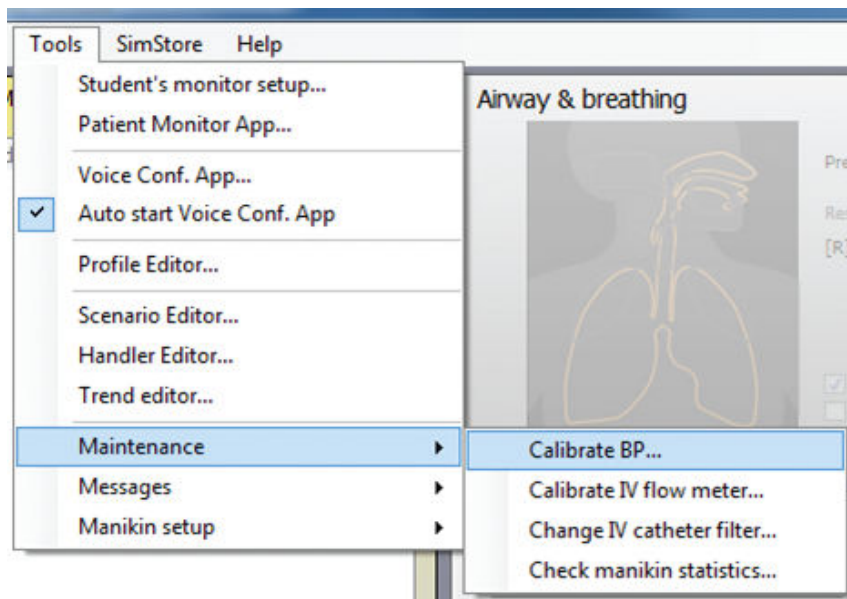 Tools SimStore Help
Student's monitor setup...
Patient Monitor App...
Voice Conf. App...
Auto start Voice Conf. App
Profile Editor...
Scenario Editor...
Handler Editor...
Trend editor...
Maintenance
Messages
Manikin setup
Airway & breathing
[R]
Calibrate BP...
Calibrate IV flow meter...
Change IV catheter filter...
Check manikin statistics...